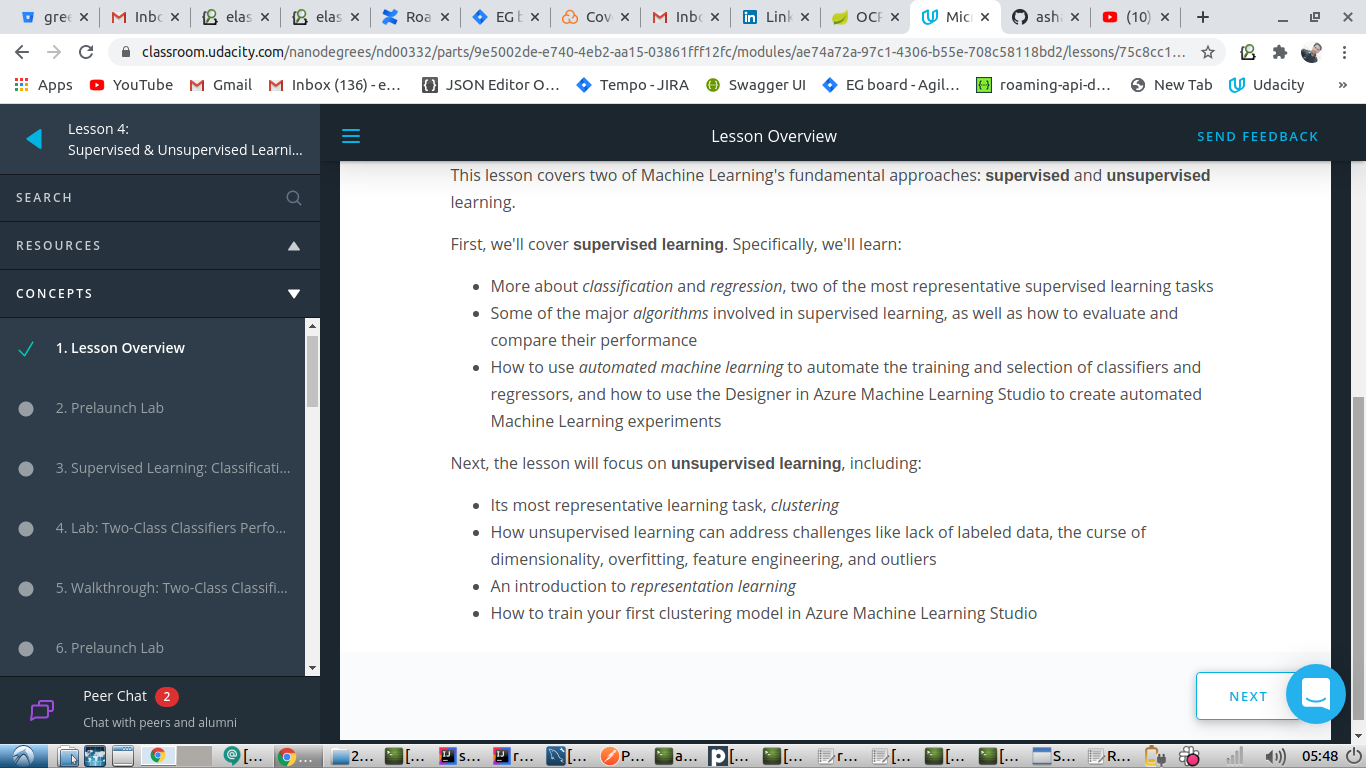 gree
Inbc
elas
elas
Roa
EG b
Cov
Inbc
Link
OCF
Mic
ash
(10)
classroom.udacity.com/nanodegrees/nd00332/parts/9e5002de-e740-4eb2-aa15-03861fff12fc/modules/ae74a72a-97c1-4306-b55e-708c58118bd2/lessons/75c8cc1...
Apps
YouTube
Gmail
Inbox (136) - e...
JSON Editor O...
Tempo - JIRA
Swagger UI
EG board - Agil...
roaming-api-d...
New Tab
Udacity
»
Lesson 4:
Supervised & Unsupervised Learni...
SEARCH
RESOURCES
CONCEPTS
1. Lesson Overview
2. Prelaunch Lab
3. Supervised Learning: Classificati...
4. Lab: Two-Class Classifiers Perfo...
5. Walkthrough: Two-Class Classifi...
6. Prelaunch Lab
Peer Chat 2
Chat with peers and alumni
Lesson Overview
SEND FEEDBACK
This lesson covers two of Machine Learning's fundamental approaches: supervised and unsupervised
learning.
First, we'll cover supervised learning. Specifically, we'll learn:
• More about classification and regression, two of the most representative supervised learning tasks
• Some of the major algorithms involved in supervised learning, as well as how to evaluate and
compare their performance
• How to use automated machine learning to automate the training and selection of classifiers and
regressors, and how to use the Designer in Azure Machine Learning Studio to create automated
Machine Learning experiments
Next, the lesson will focus on unsupervised learning, including:
• Its most representative learning task, clustering
• How unsupervised learning can address challenges like lack of labeled data, the curse of
dimensionality, overfitting, feature engineering, and outliers
• An introduction to representation learning
• How to train your first clustering model in Azure Machine Learning Studio
NEXT
[...
...
2...
[...
s...
r...
[...
P...
a...
[...
[...
r...
[...
[...
[...
S...
R...
05:48